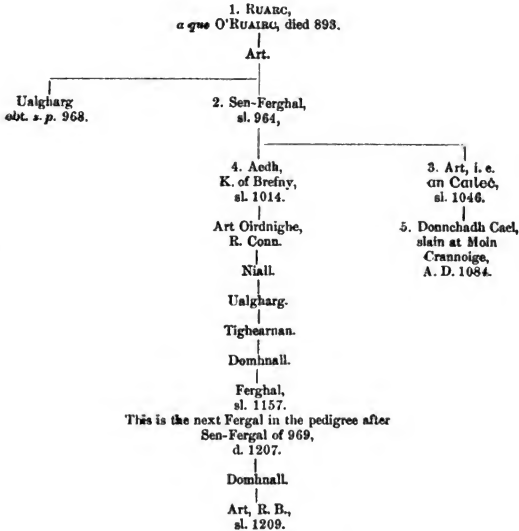 1. RUARC,
a quo O'RUAIRC, died 893.
Art.
Ualgharg
obt. s. p. 968.
2. Sen-Ferghal,
sl. 964,
4. Aedh,
K. of Brefny,
sl. 1014.
3. Art, i. e.
an Caileć,
sl. 1046.
Art Oirdnighe,
R. Conn.
5. Donnchadh Cael,
slain at Moin
Crannoige,
A. D. 1084.
Niall.
Ualgharg.
Tighearnan.
Domhnall.
Ferghal,
sl. 1157.
This is the next Fergal in the pedigree after
Sen-Fergal of 969,
d. 1207.
Domhnall.
Art, R. B.,
sl. 1209.